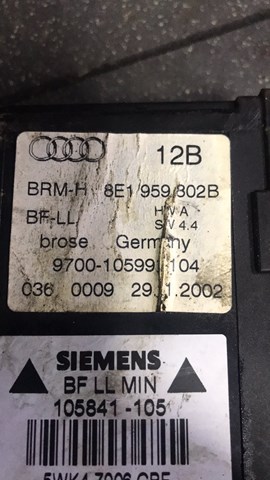 12B
BRM-H 8E1 959 802B
BF-LL HW A
SW 4.4
brose Germany
9700-10599 104
036 0009 29.1.2002
SIEMENS
BF LL MIN
105841-105